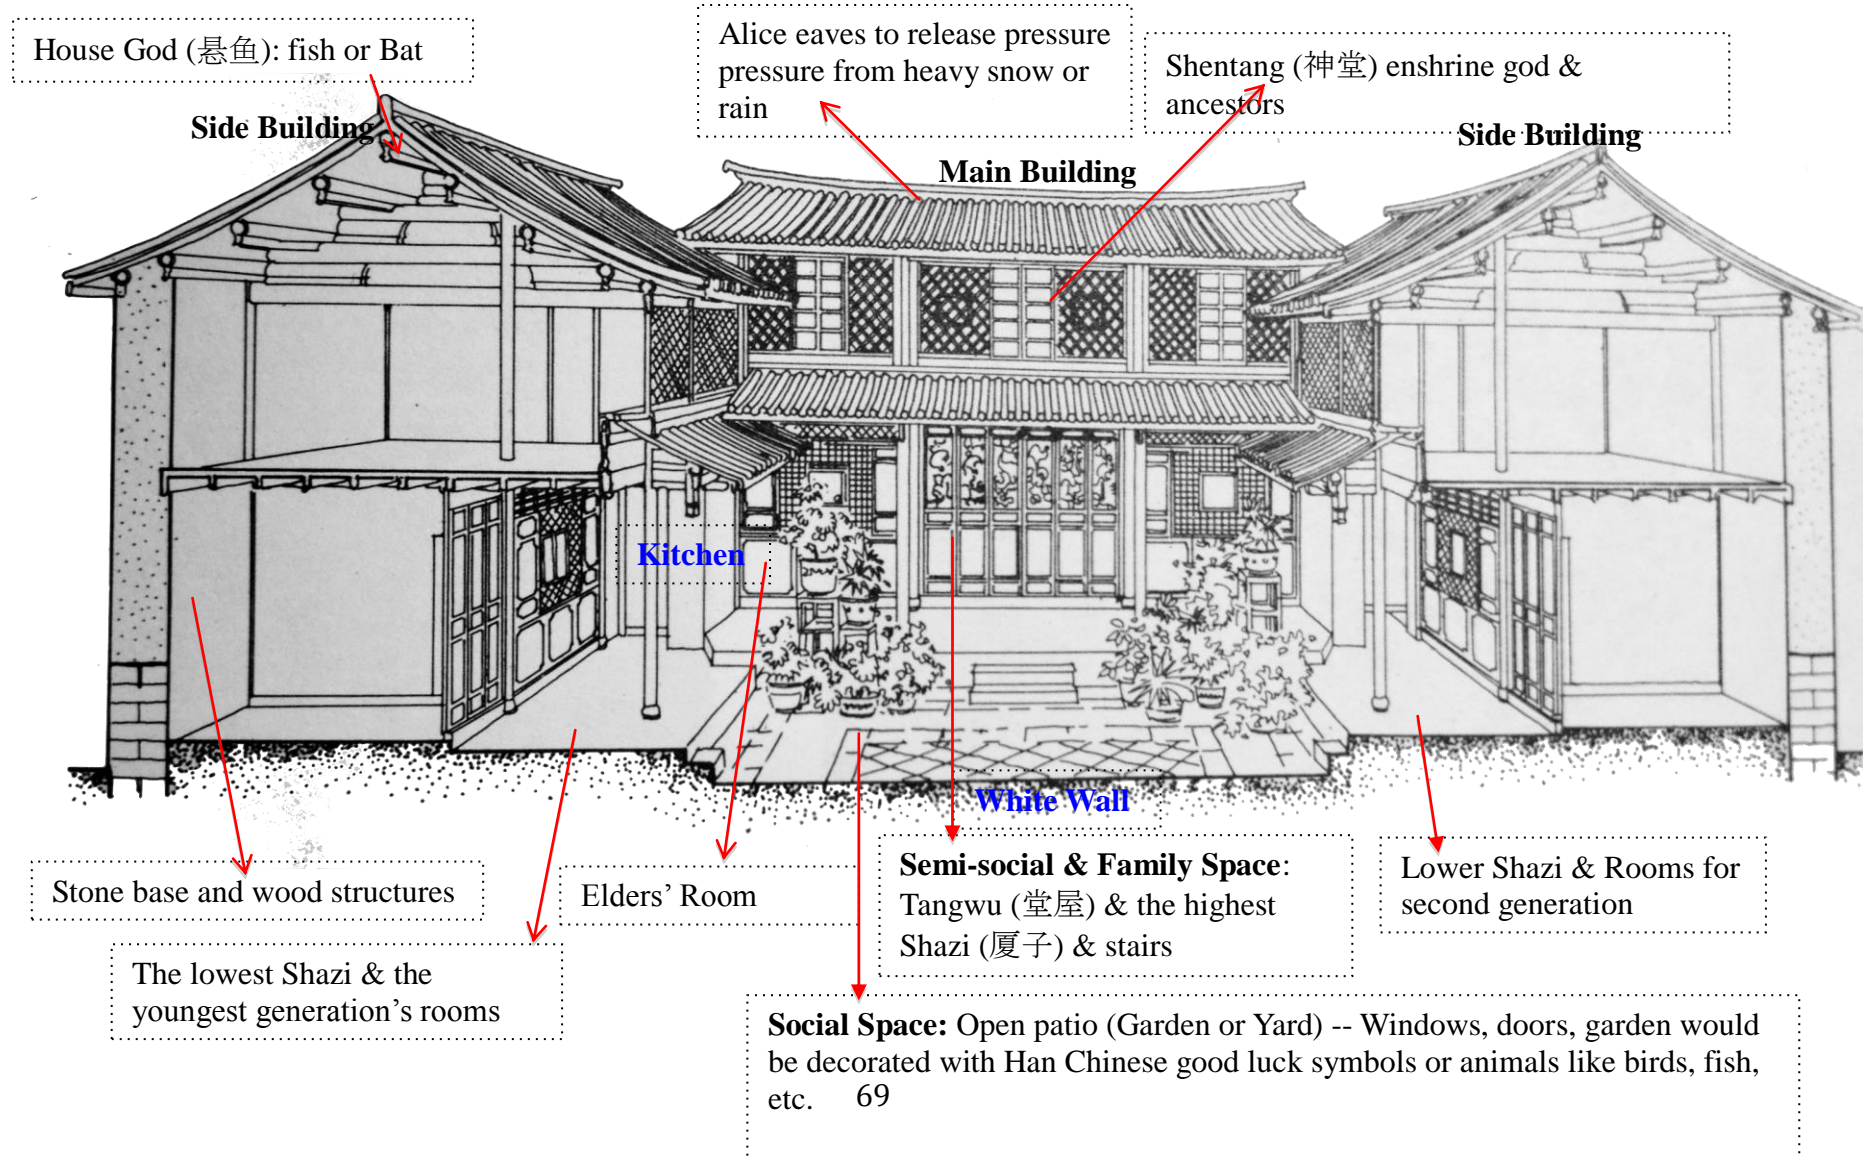 House God (悬鱼): fish or Bat
Alice eaves to release pressure
pressure from heavy snow or
rain
Shentang (神堂) enshrine god &
ancestors
Side Building
Main Building
Side Building
Kitchen
White Wall
Stone base and wood structures
The lowest Shazi & the
youngest generation’s rooms
Elders’ Room
Semi-social & Family Space:
Tangwu (堂屋) & the highest
Shazi (厦子) & stairs
Lower Shazi & Rooms for
second generation
Social Space: Open patio (Garden or Yard) -- Windows, doors, garden would
be decorated with Han Chinese good luck symbols or animals like birds, fish,
etc.
69